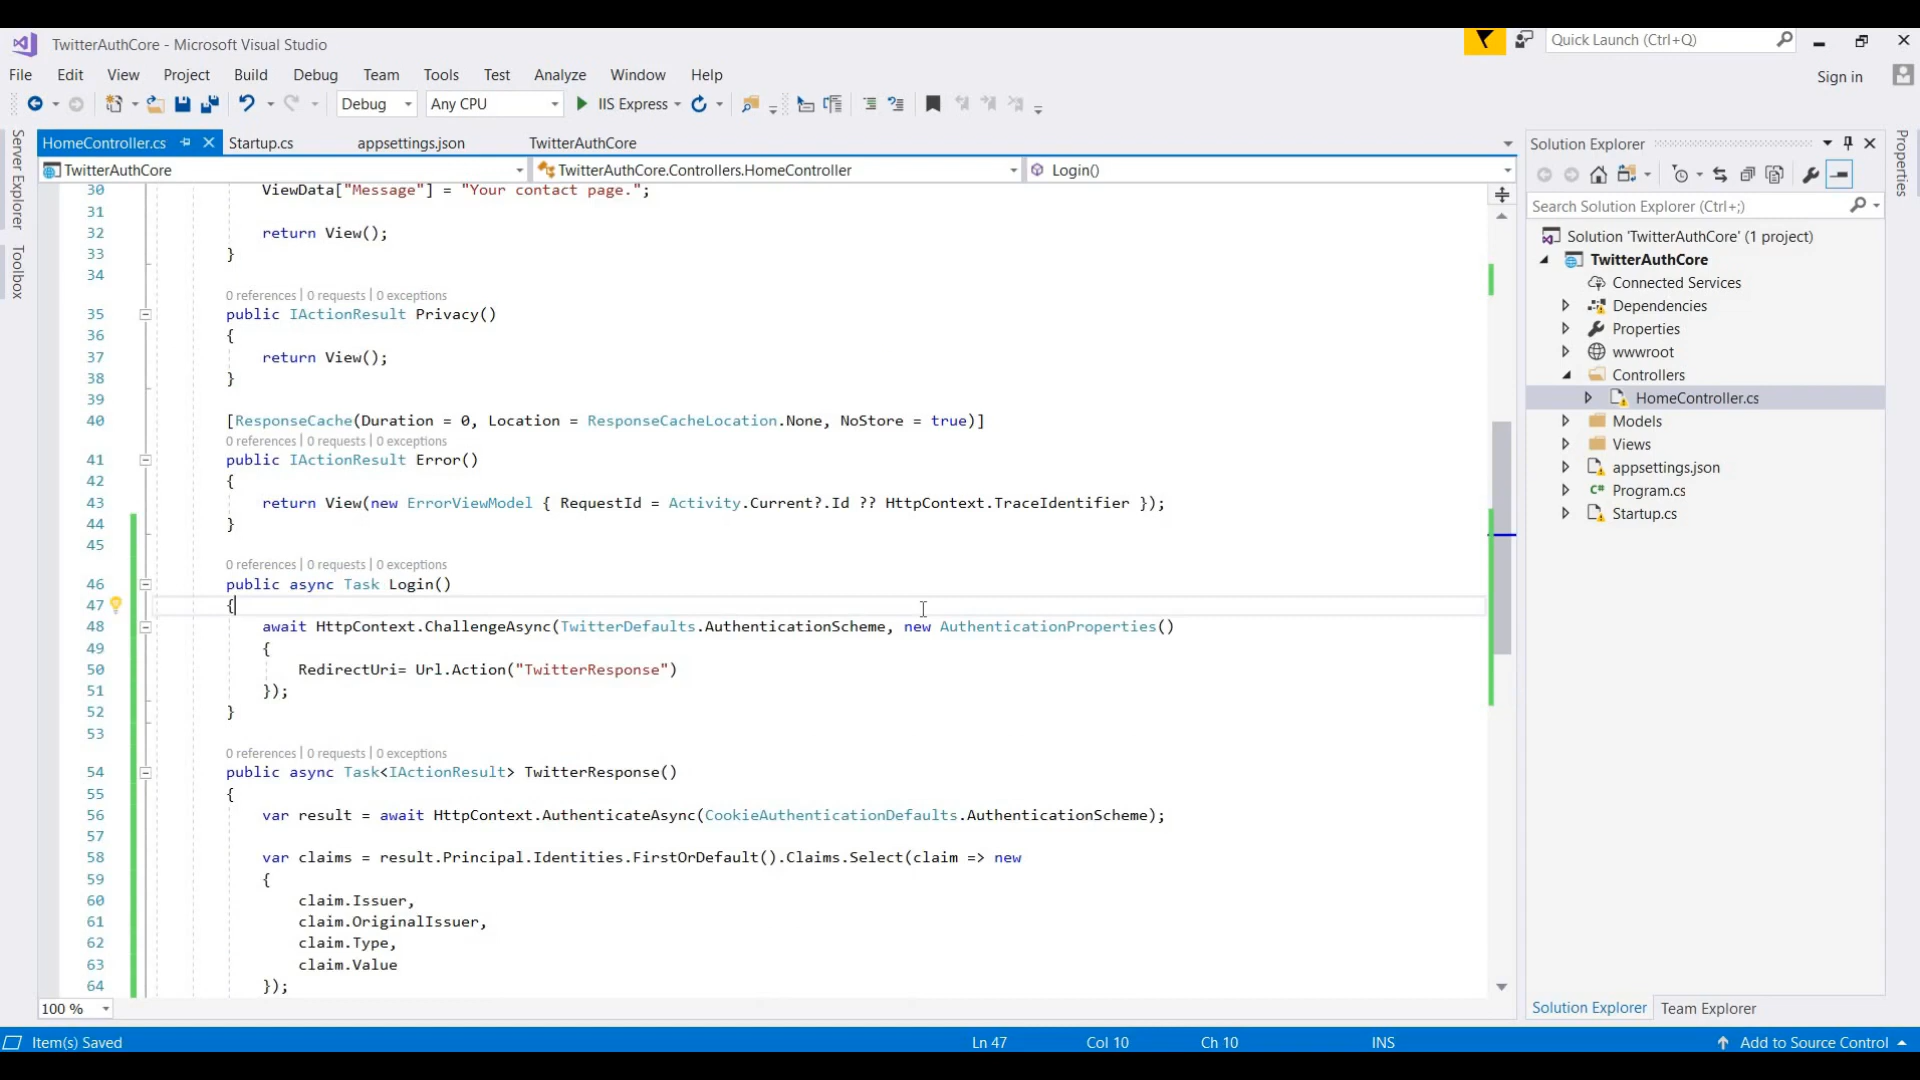 TwitterAuthCore - Microsoft Visual Studio
Quick Launch (Ctrl+Q)
File Edit View Project Build Debug Team Tools Test Analyze Window Help
Sign in
Debug Any CPU IIS Express
HomeController.cs Startup.cs appsettings.json TwitterAuthCore
TwitterAuthCore TwitterAuthCore.Controllers.HomeController Login()
Server Explorer
Toolbox
30 ViewData["Message"] = "Your contact page.";
31
32 return View();
33 }
34
0 references | 0 requests | 0 exceptions
35 public IActionResult Privacy()
36 {
37 return View();
38 }
39
40 [ResponseCache(Duration = 0, Location = ResponseCacheLocation.None, NoStore = true)]
0 references | 0 requests | 0 exceptions
41 public IActionResult Error()
42 {
43 return View(new ErrorViewModel { RequestId = Activity.Current?.Id ?? HttpContext.TraceIdentifier });
44 }
45
0 references | 0 requests | 0 exceptions
46 public async Task Login()
47 {
48 await HttpContext.ChallengeAsync(TwitterDefaults.AuthenticationScheme, new AuthenticationProperties()
49 {
50 RedirectUri= Url.Action("TwitterResponse")
51 });
52 }
53
0 references | 0 requests | 0 exceptions
54 public async Task<IActionResult> TwitterResponse()
55 {
56 var result = await HttpContext.AuthenticateAsync(CookieAuthenticationDefaults.AuthenticationScheme);
57
58 var claims = result.Principal.Identities.FirstOrDefault().Claims.Select(claim => new
59 {
60 claim.Issuer,
61 claim.OriginalIssuer,
62 claim.Type,
63 claim.Value
64 });
100 %
Solution Explorer
Search Solution Explorer (Ctrl+;)
Solution 'TwitterAuthCore' (1 project)
TwitterAuthCore
Connected Services
Dependencies
Properties
wwwroot
Controllers
HomeController.cs
Models
Views
appsettings.json
C# Program.cs
Startup.cs
Solution Explorer Team Explorer
Properties
Item(s) Saved Ln 47 Col 10 Ch 10 INS Add to Source Control